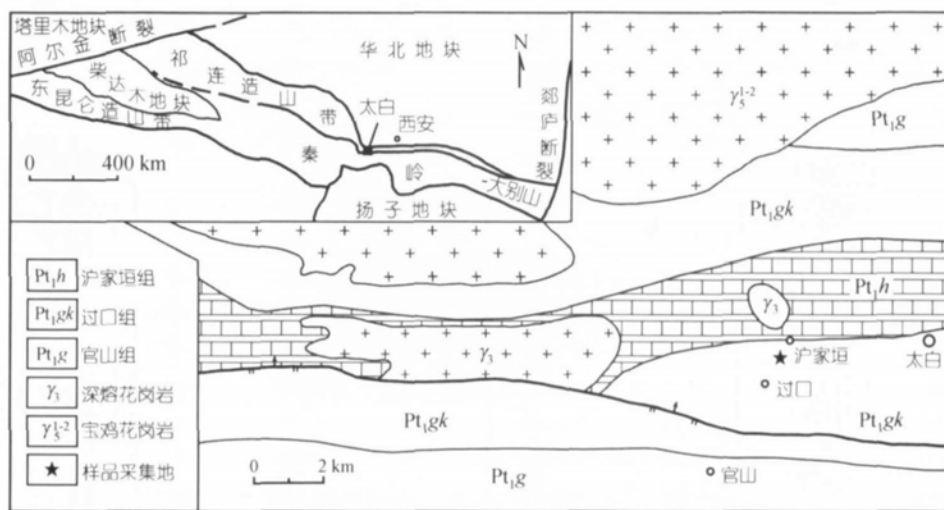 塔里木地块
阿尔金断裂
柴达木地块
东昆仑造山带
祁连造山带
华北地块
N
太白
西安
秦岭
大别山
扬子地块
郯庐断裂
0 400 km
γ₅¹⁻²
Pt₁g
Pt₁gk
Pt₁h
γ₃
γ₃
沪家垣
太白
过口
Pt₁gk
Pt₁gk
0 2 km
Pt₁g
官山
Pt₁h 沪家垣组
Pt₁gk 过口组
Pt₁g 官山组
γ₃ 深熔花岗岩
γ₅¹⁻² 宝鸡花岗岩
★ 样品采集地